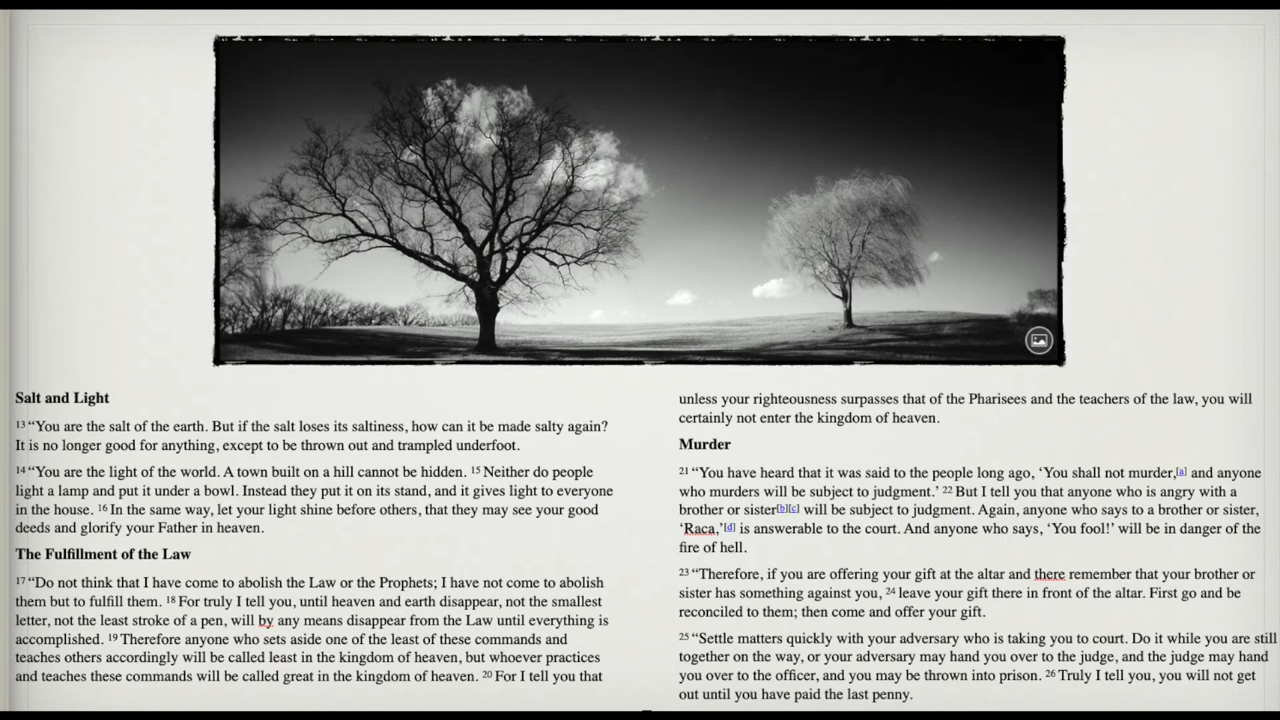 Salt and Light
13 “You are the salt of the earth. But if the salt loses its saltiness, how can it be made salty again?
It is no longer good for anything, except to be thrown out and trampled underfoot.
14 “You are the light of the world. A town built on a hill cannot be hidden. 15 Neither do people
light a lamp and put it under a bowl. Instead they put it on its stand, and it gives light to everyone
in the house. 16 In the same way, let your light shine before others, that they may see your good
deeds and glorify your Father in heaven.
The Fulfillment of the Law
17 “Do not think that I have come to abolish the Law or the Prophets; I have not come to abolish
them but to fulfill them. 18 For truly I tell you, until heaven and earth disappear, not the smallest
letter, not the least stroke of a pen, will by any means disappear from the Law until everything is
accomplished. 19 Therefore anyone who sets aside one of the least of these commands and
teaches others accordingly will be called least in the kingdom of heaven, but whoever practices
and teaches these commands will be called great in the kingdom of heaven. 20 For I tell you that
unless your righteousness surpasses that of the Pharisees and the teachers of the law, you will
certainly not enter the kingdom of heaven.
Murder
21 “You have heard that it was said to the people long ago, ‘You shall not murder,[a] and anyone
who murders will be subject to judgment.’ 22 But I tell you that anyone who is angry with a
brother or sister[b][c] will be subject to judgment. Again, anyone who says to a brother or sister,
‘Raca,’[d] is answerable to the court. And anyone who says, ‘You fool!’ will be in danger of the
fire of hell.
23 “Therefore, if you are offering your gift at the altar and there remember that your brother or
sister has something against you, 24 leave your gift there in front of the altar. First go and be
reconciled to them; then come and offer your gift.
25 “Settle matters quickly with your adversary who is taking you to court. Do it while you are still
together on the way, or your adversary may hand you over to the judge, and the judge may hand
you over to the officer, and you may be thrown into prison. 26 Truly I tell you, you will not get
out until you have paid the last penny.